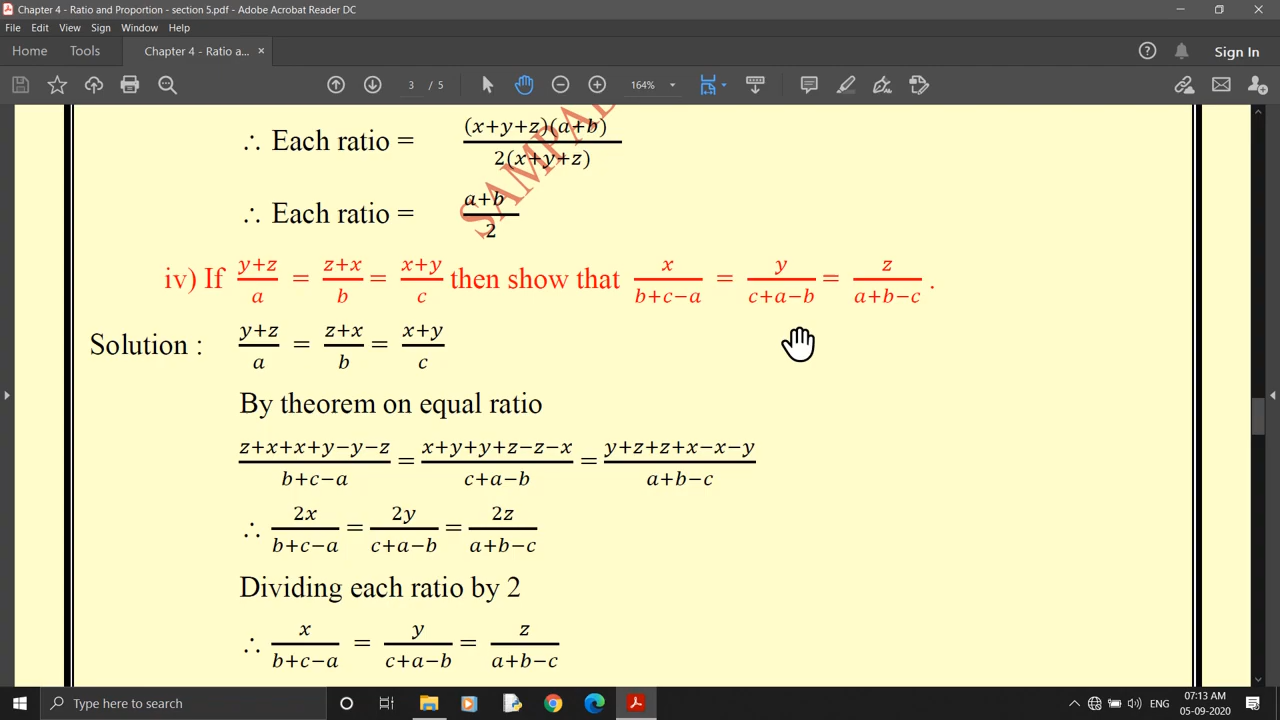 Chapter 4 - Ratio and Proportion - section 5.pdf - Adobe Acrobat Reader DC
File Edit View Sign Window Help
Home Tools Chapter 4 - Ratio a... × Sign In
3 / 5 164%
∴ Each ratio = (x+y+z)(a+b) / 2(x+y+z)
∴ Each ratio = a+b / 2
iv) If y+z/a = z+x/b = x+y/c then show that x/b+c−a = y/c+a−b = z/a+b−c .
Solution : y+z/a = z+x/b = x+y/c
By theorem on equal ratio
z+x+x+y−y−z/b+c−a = x+y+y+z−z−x/c+a−b = y+z+z+x−x−y/a+b−c
∴ 2x/b+c−a = 2y/c+a−b = 2z/a+b−c
Dividing each ratio by 2
∴ x/b+c−a = y/c+a−b = z/a+b−c
Type here to search
ENG 07:13 AM
05-09-2020